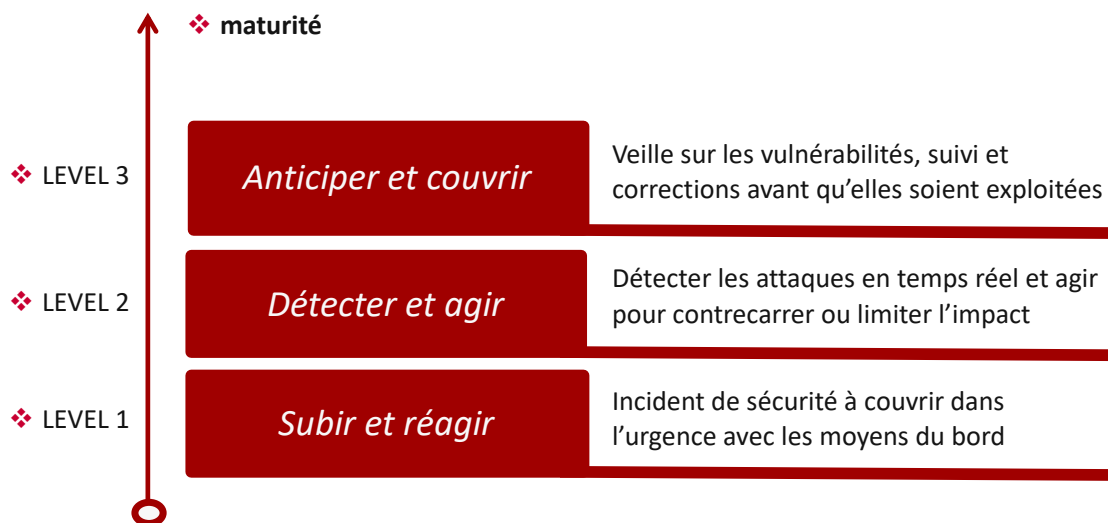 ❖ maturité
❖ LEVEL 3
Anticiper et couvrir
Veille sur les vulnérabilités, suivi et
corrections avant qu’elles soient exploitées
❖ LEVEL 2
Détecter et agir
Détecter les attaques en temps réel et agir
pour contrecarrer ou limiter l’impact
❖ LEVEL 1
Subir et réagir
Incident de sécurité à couvrir dans
l’urgence avec les moyens du bord